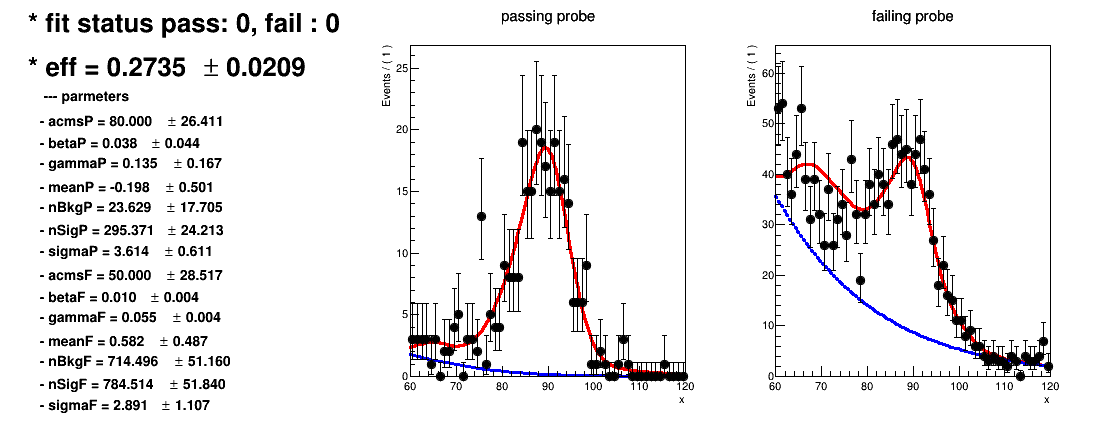 * fit status pass: 0, fail : 0
* eff = 0.2735 ± 0.0209
--- parmeters
- acmsP = 80.000 ± 26.411
- betaP = 0.038 ± 0.044
- gammaP = 0.135 ± 0.167
- meanP = -0.198 ± 0.501
- nBkgP = 23.629 ± 17.705
- nSigP = 295.371 ± 24.213
- sigmaP = 3.614 ± 0.611
- acmsF = 50.000 ± 28.517
- betaF = 0.010 ± 0.004
- gammaF = 0.055 ± 0.004
- meanF = 0.582 ± 0.487
- nBkgF = 714.496 ± 51.160
- nSigF = 784.514 ± 51.840
- sigmaF = 2.891 ± 1.107
passing probe
Events / ( 1 )
25
20
15
10
5
0
60 70 80 90 100 110 120
x
failing probe
Events / ( 1 )
60
50
40
30
20
10
0
60 70 80 90 100 110 120
x